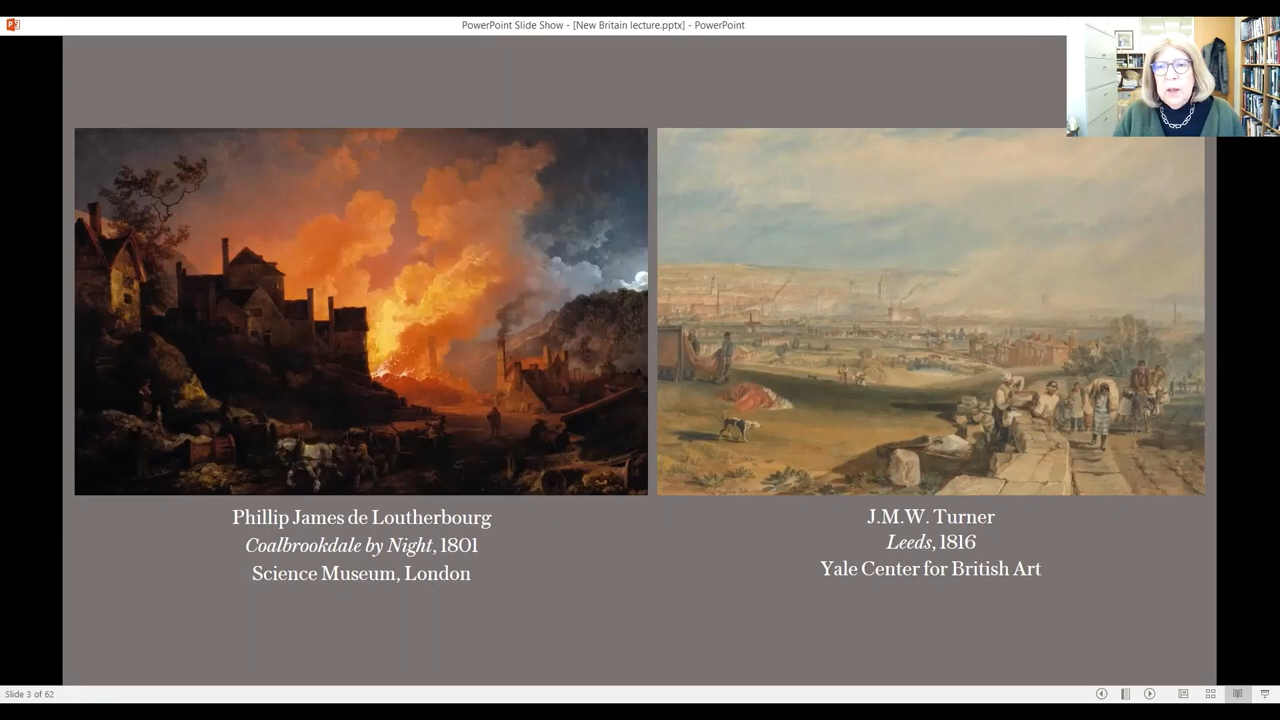 PowerPoint Slide Show - [New Britain lecture.pptx] - PowerPoint
Phillip James de Loutherbourg
Coalbrookdale by Night, 1801
Science Museum, London
J.M.W. Turner
Leeds, 1816
Yale Center for British Art
Slide 3 of 62